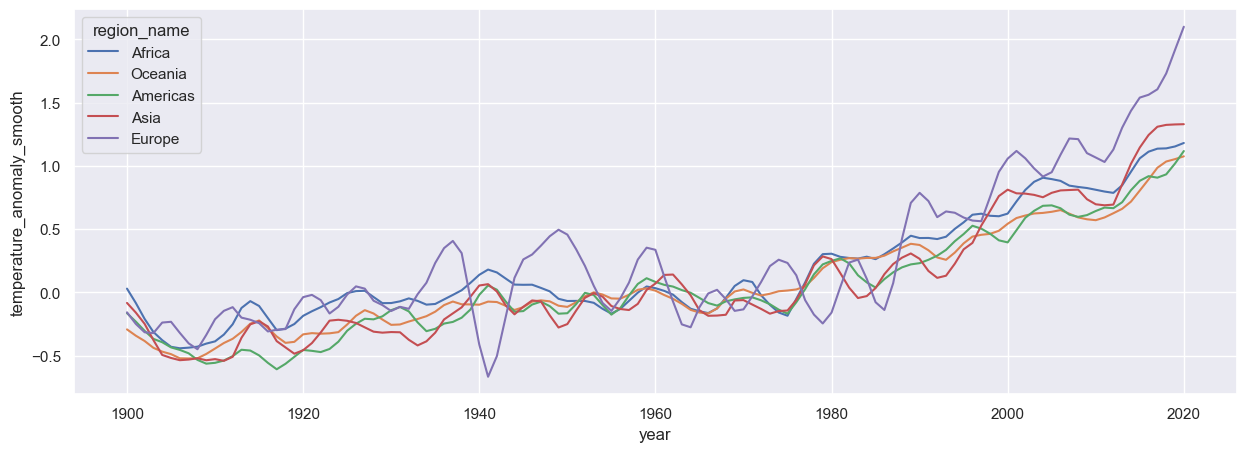 region_name
Africa
Oceania
Americas
Asia
Europe
temperature_anomaly_smooth
2.0
1.5
1.0
0.5
0.0
−0.5
1900 1920 1940 1960 1980 2000 2020
year